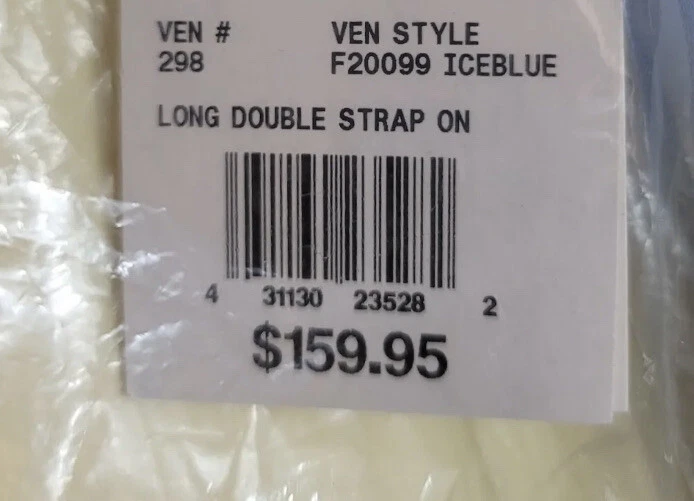 VEN # VEN STYLE
298 F20099 ICEBLUE
LONG DOUBLE STRAP ON
4 31130 23528 2
$159.95